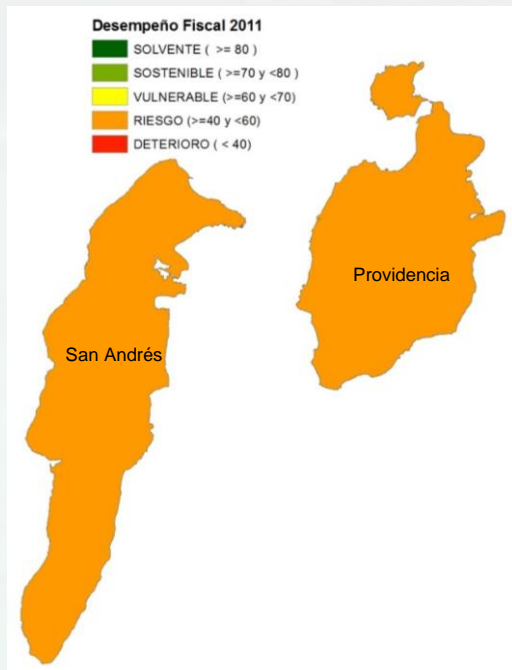 Desempeño Fiscal 2011
SOLVENTE ( >= 80 )
SOSTENIBLE ( >=70 y <80 )
VULNERABLE (>=60 y <70)
RIESGO (>=40 y <60)
DETERIORO ( < 40)
Providencia
San Andrés